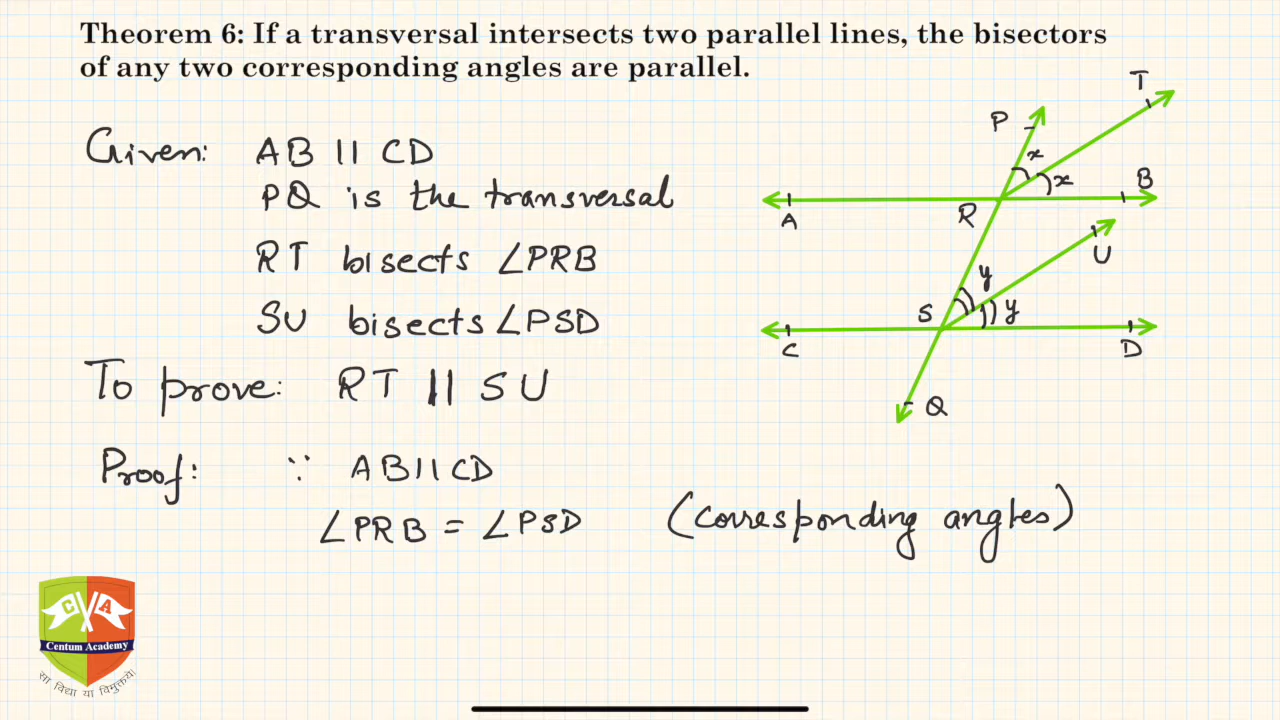 Theorem 6: If a transversal intersects two parallel lines, the bisectors
of any two corresponding angles are parallel.
Given: AB || CD
PQ is the transversal
RT bisects ∠PRB
SU bisects ∠PSD
To prove: RT || SU
Proof: ∵ AB || CD
∠PRB = ∠PSD (corresponding angles)
T
P
x
x
B
A
R
U
y
S
y
C
D
Q
C A
Centum Academy
सा विद्या या विमुक्तये।